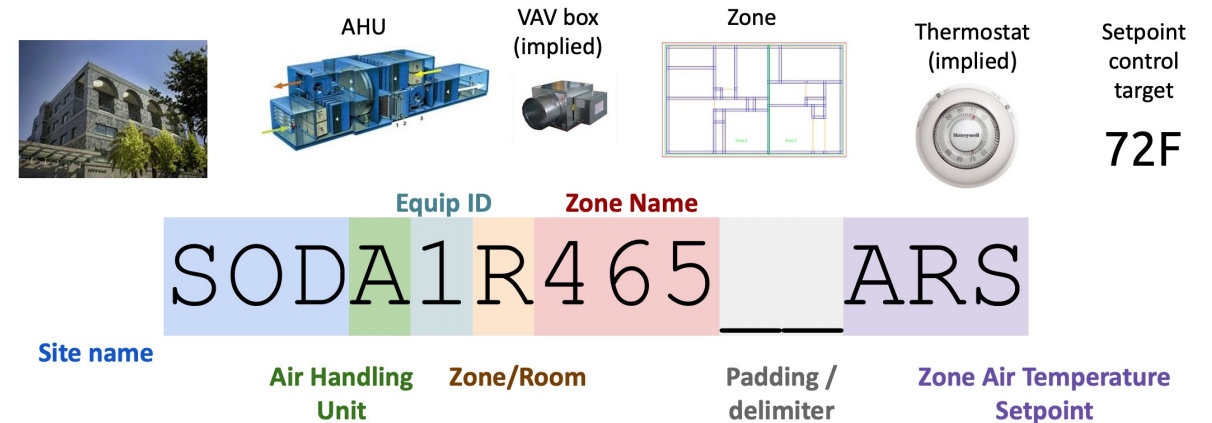 AHU
VAV box
(implied)
Zone
Thermostat
(implied)
Setpoint
control
target
Honeywell
72F
Equip ID
Zone Name
SODA1R465__ARS
Site name
Air Handling
Unit
Zone/Room
Padding /
delimiter
Zone Air Temperature
Setpoint